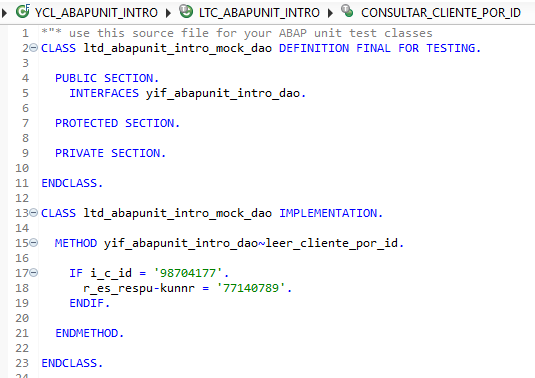 YCL_ABAPUNIT_INTRO LTC_ABAPUNIT_INTRO CONSULTAR_CLIENTE_POR_ID
1 *"* use this source file for your ABAP unit test classes
2 CLASS ltd_abapunit_intro_mock_dao DEFINITION FINAL FOR TESTING.
3
4 PUBLIC SECTION.
5 INTERFACES yif_abapunit_intro_dao.
6
7 PROTECTED SECTION.
8
9 PRIVATE SECTION.
10
11 ENDCLASS.
12
13 CLASS ltd_abapunit_intro_mock_dao IMPLEMENTATION.
14
15 METHOD yif_abapunit_intro_dao~leer_cliente_por_id.
16
17 IF i_c_id = '98704177'.
18 r_es_respu-kunnr = '77140789'.
19 ENDIF.
20
21 ENDMETHOD.
22
23 ENDCLASS.
24